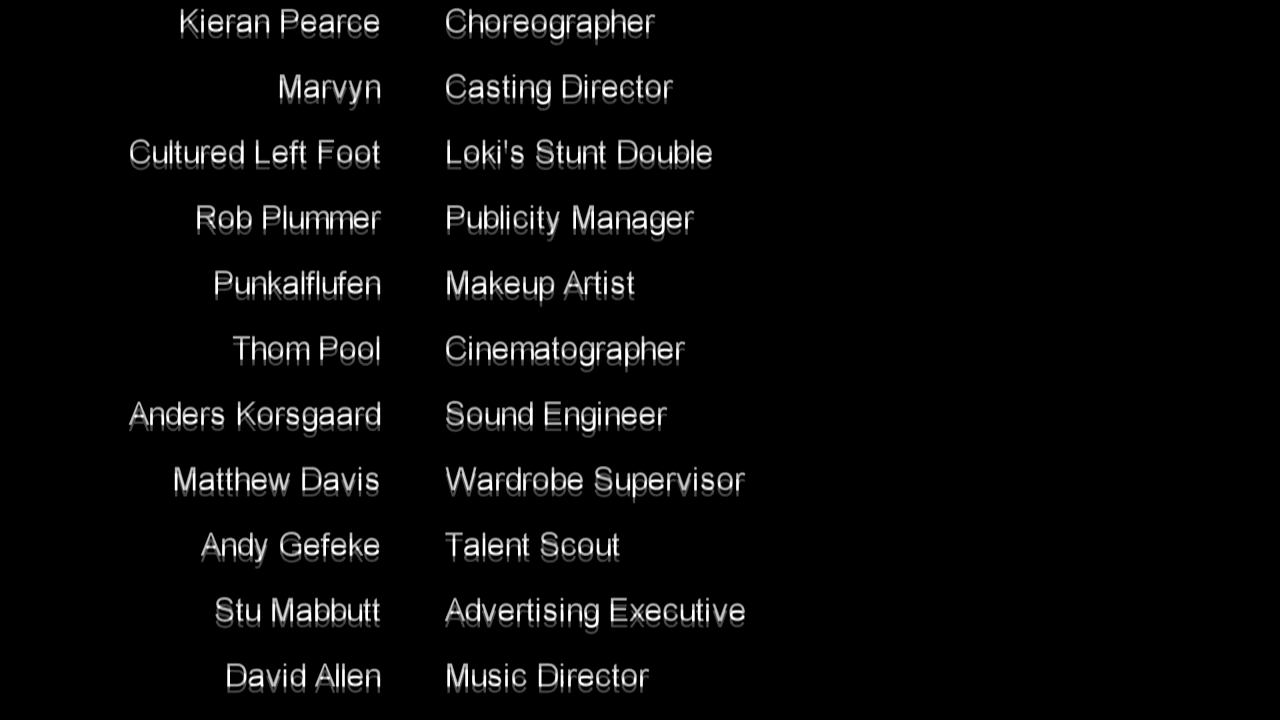 Kieran Pearce Choreographer
Marvyn Casting Director
Cultured Left Foot Loki's Stunt Double
Rob Plummer Publicity Manager
Punkalflufen Makeup Artist
Thom Pool Cinematographer
Anders Korsgaard Sound Engineer
Matthew Davis Wardrobe Supervisor
Andy Gefeke Talent Scout
Stu Mabbutt Advertising Executive
David Allen Music Director